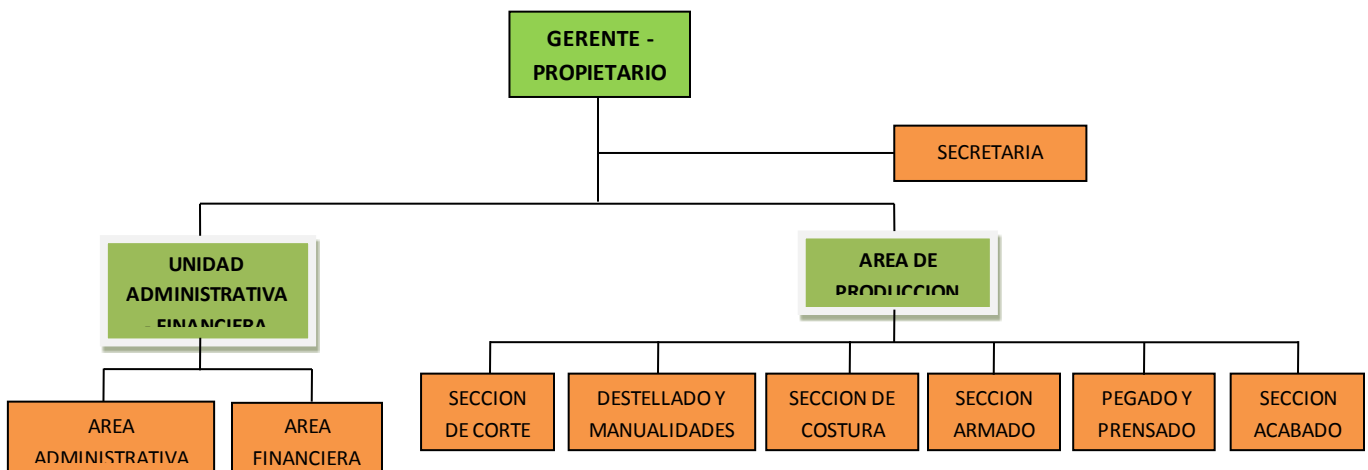 GERENTE -
PROPIETARIO
SECRETARIA
UNIDAD
ADMINISTRATIVA
- FINANCIERA
AREA DE
PRODUCCION
SECCION
DE CORTE
DESTELLADO Y
MANUALIDADES
SECCION DE
COSTURA
SECCION
ARMADO
PEGADO Y
PRENSADO
SECCION
ACABADO
AREA
ADMINISTRATIVA
AREA
FINANCIERA